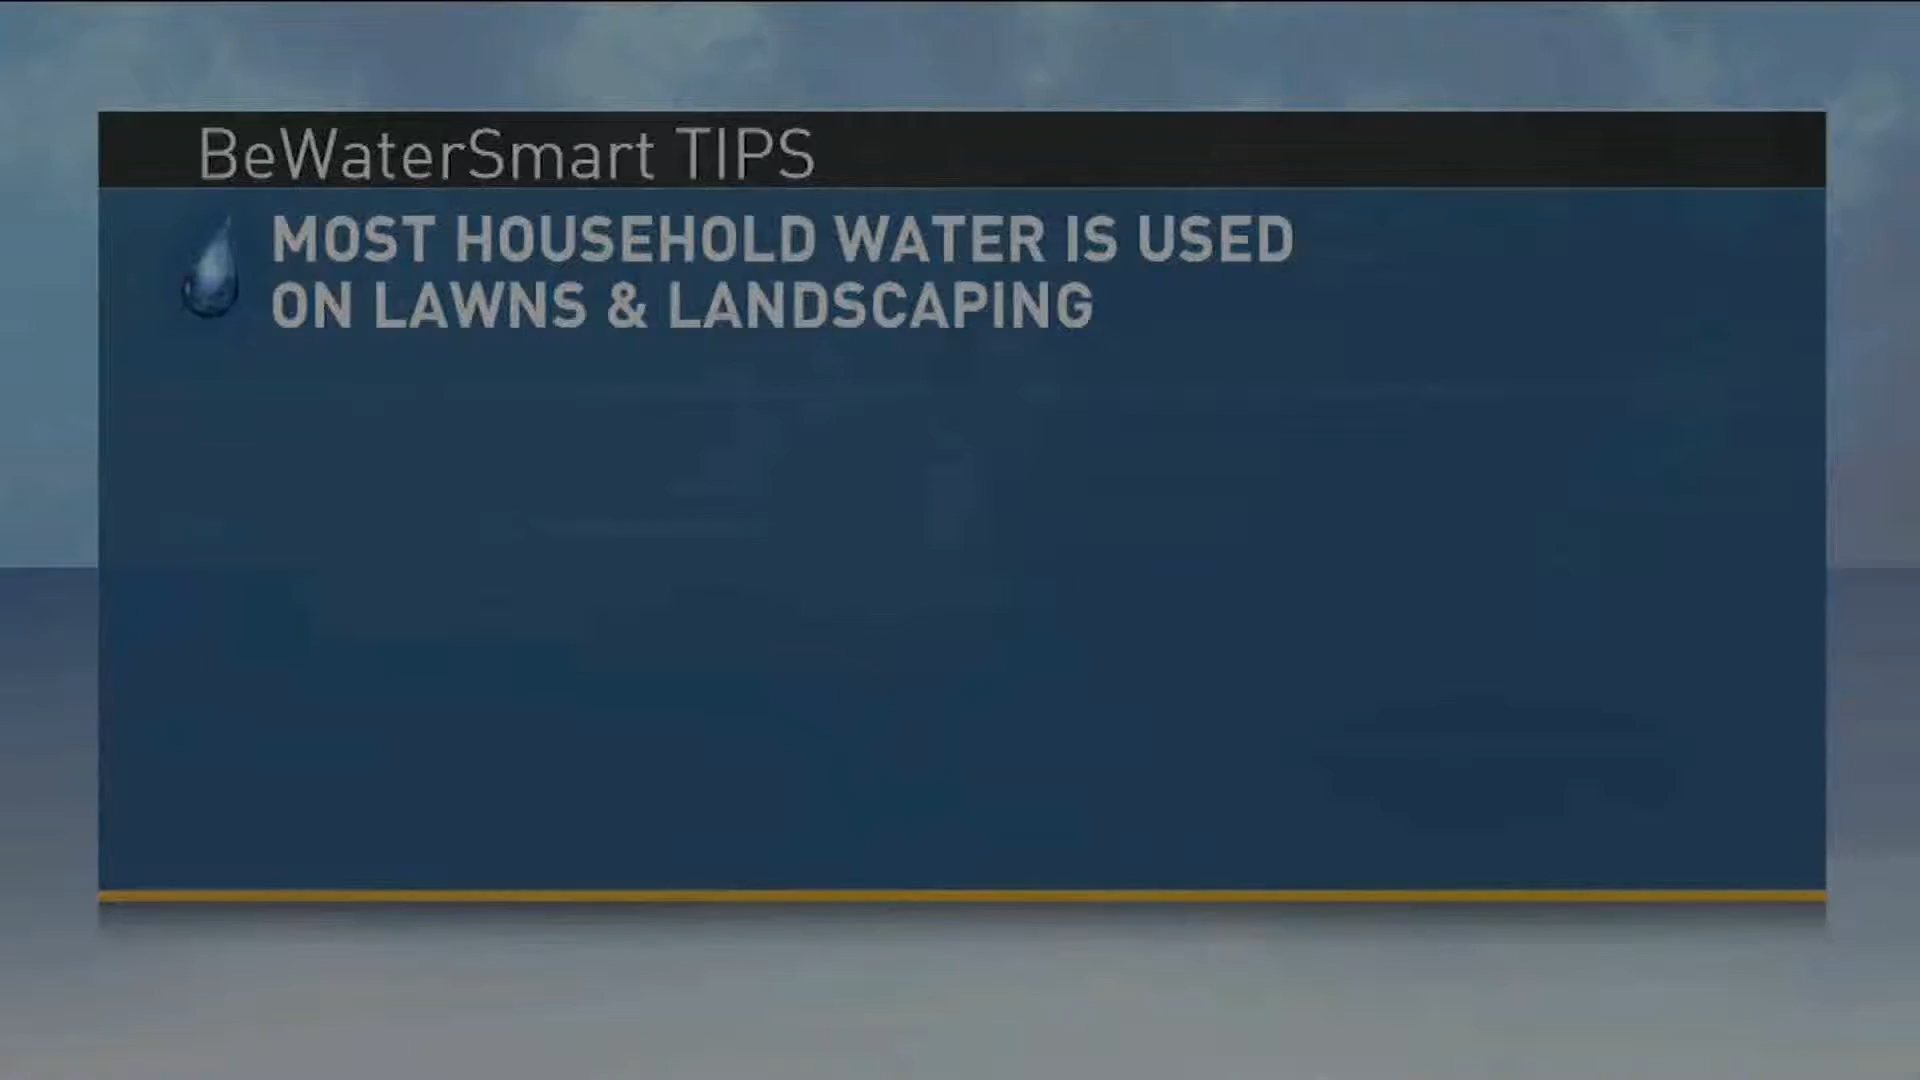 BeWaterSmart TIPS
MOST HOUSEHOLD WATER IS USED
ON LAWNS & LANDSCAPING